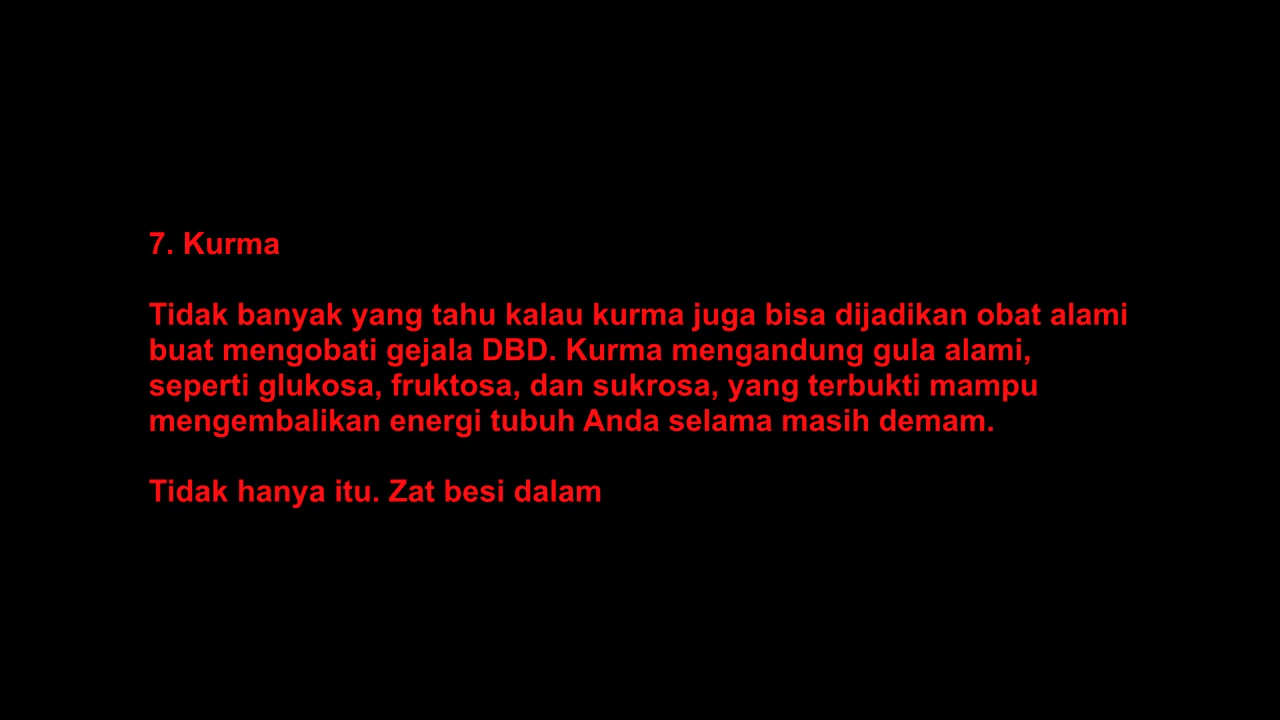 7. Kurma
Tidak banyak yang tahu kalau kurma juga bisa dijadikan obat alami
buat mengobati gejala DBD. Kurma mengandung gula alami,
seperti glukosa, fruktosa, dan sukrosa, yang terbukti mampu
mengembalikan energi tubuh Anda selama masih demam.
Tidak hanya itu. Zat besi dalam